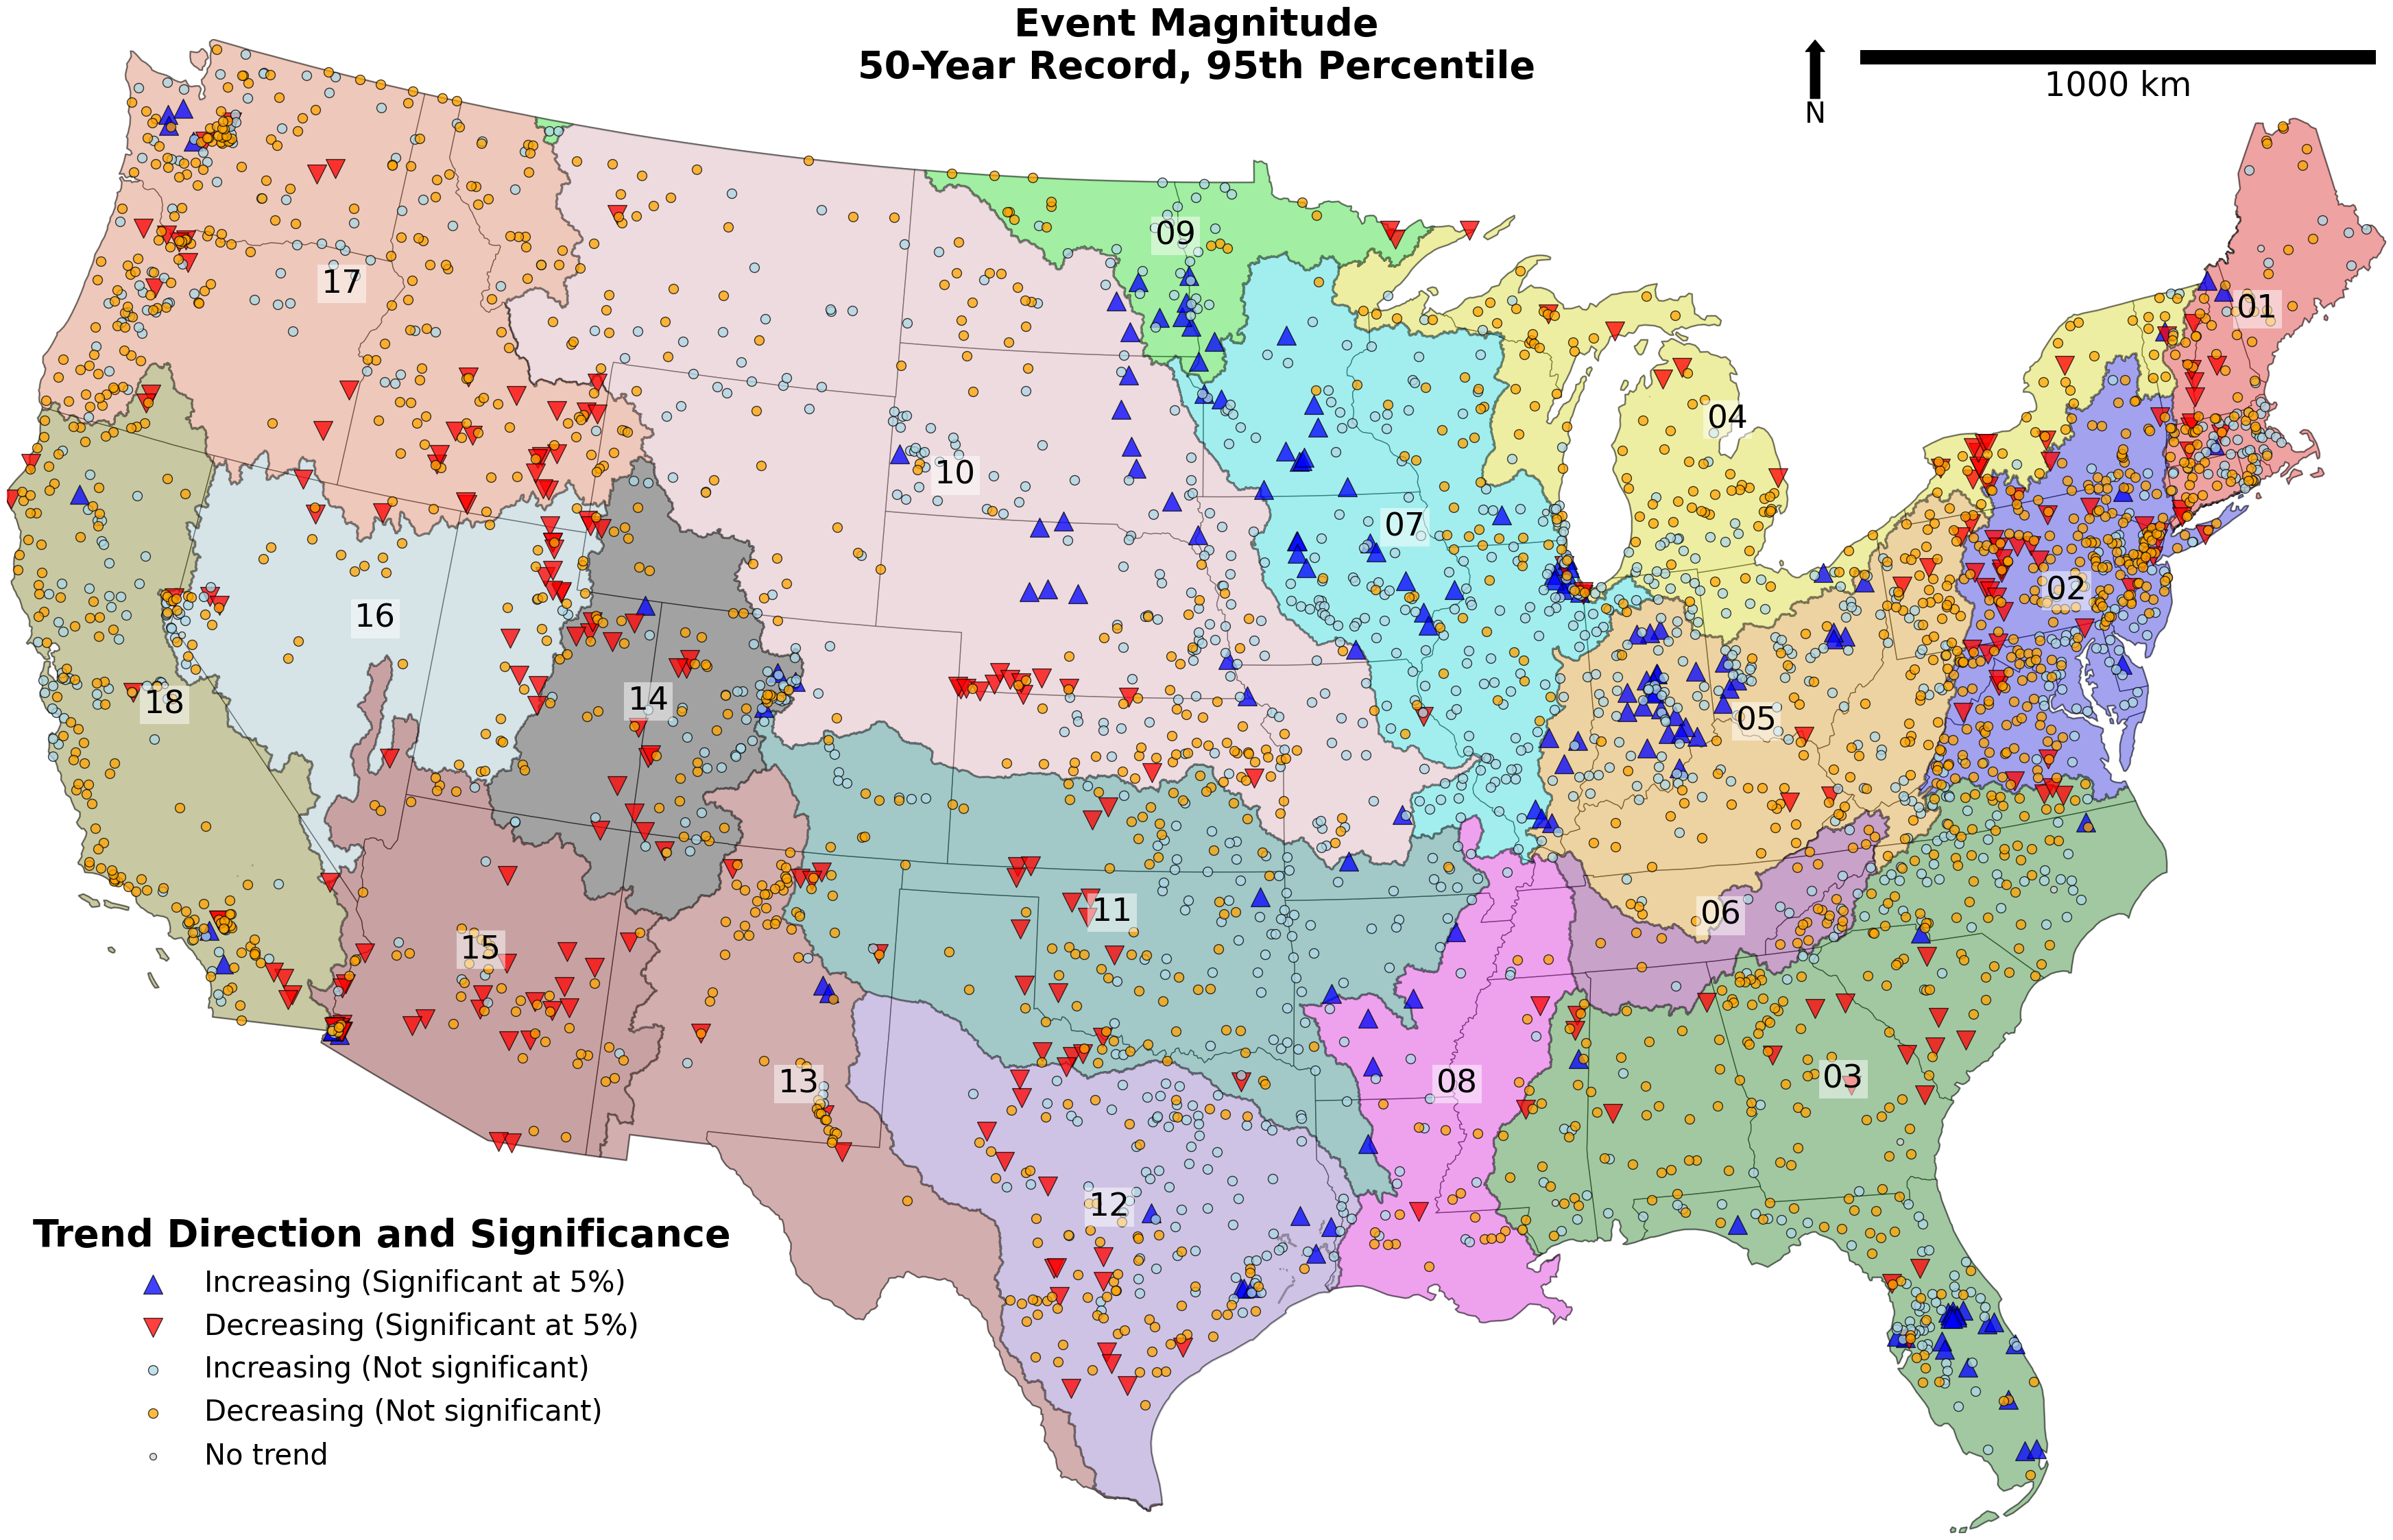 Event Magnitude
50-Year Record, 95th Percentile
N
1000 km
01
02
03
04
05
06
07
08
09
10
11
12
13
14
15
16
17
18
Trend Direction and Significance
Increasing (Significant at 5%)
Decreasing (Significant at 5%)
Increasing (Not significant)
Decreasing (Not significant)
No trend